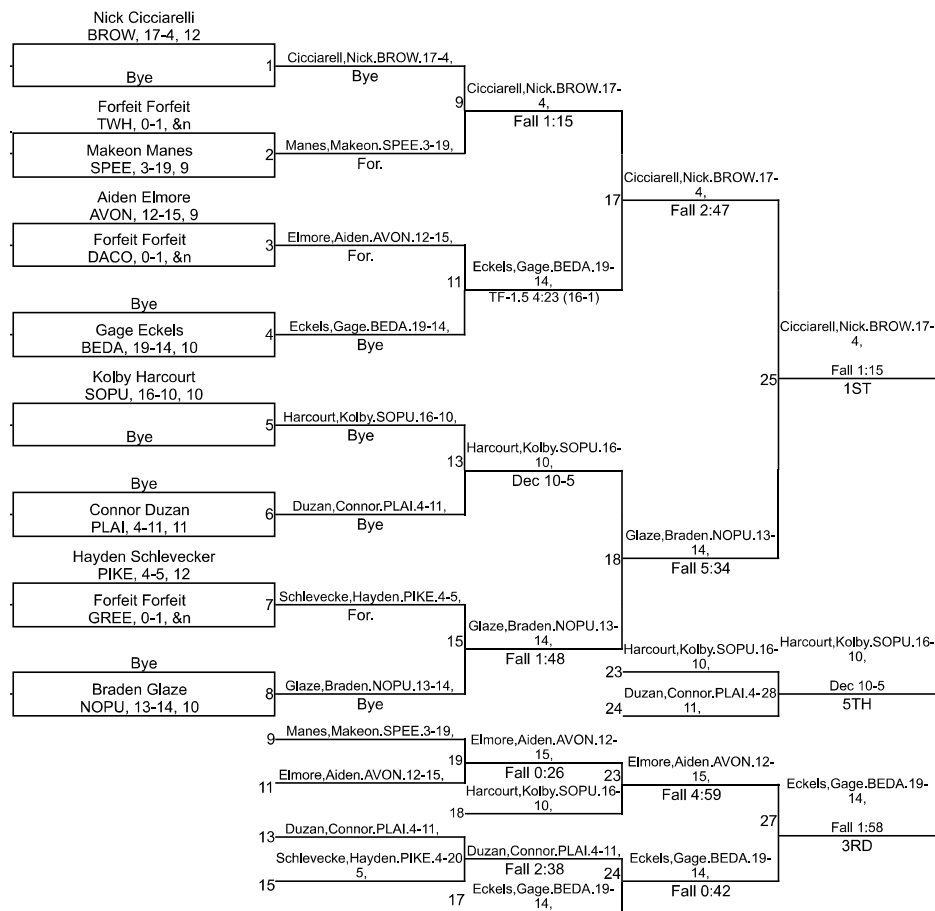 Nick Cicciarelli
BROW, 17-4, 12
Bye
1
Cicciarell,Nick.BROW.17-4,
Bye
Forfeit Forfeit
TWH, 0-1, &n
Makeon Manes
SPEE, 3-19, 9
2
Manes,Makeon.SPEE.3-19,
For.
9
Cicciarell,Nick.BROW.17-
4,
Fall 1:15
Aiden Elmore
AVON, 12-15, 9
Forfeit Forfeit
DACO, 0-1, &n
3
Elmore,Aiden.AVON.12-15,
For.
Bye
Gage Eckels
BEDA, 19-14, 10
4
Eckels,Gage.BEDA.19-14,
Bye
11
Eckels,Gage.BEDA.19-
14,
TF-1.5 4:23 (16-1)
17
Cicciarell,Nick.BROW.17-
4,
Fall 2:47
Kolby Harcourt
SOPU, 16-10, 10
Bye
5
Harcourt,Kolby.SOPU.16-10,
Bye
Bye
Connor Duzan
PLAI, 4-11, 11
6
Duzan,Connor.PLAI.4-11,
Bye
13
Harcourt,Kolby.SOPU.16-
10,
Dec 10-5
Hayden Schlevecker
PIKE, 4-5, 12
Forfeit Forfeit
GREE, 0-1, &n
7
Schlevecke,Hayden.PIKE.4-5,
For.
Bye
Braden Glaze
NOPU, 13-14, 10
8
Glaze,Braden.NOPU.13-14,
Bye
15
Glaze,Braden.NOPU.13-
14,
Fall 1:48
18
Glaze,Braden.NOPU.13-
14,
Fall 5:34
25
Cicciarell,Nick.BROW.17-
4,
Fall 1:15
1ST
23
Harcourt,Kolby.SOPU.16-
10,
24
Duzan,Connor.PLAI.4-28
11,
Harcourt,Kolby.SOPU.16-
10,
Dec 10-5
5TH
9
Manes,Makeon.SPEE.3-19,
11
Elmore,Aiden.AVON.12-15,
19
Elmore,Aiden.AVON.12-
15,
Fall 0:26
18
Harcourt,Kolby.SOPU.16-
10,
23
Elmore,Aiden.AVON.12-
15,
Fall 4:59
13
Duzan,Connor.PLAI.4-11,
15
Schlevecke,Hayden.PIKE.4-20
5,
Duzan,Connor.PLAI.4-11,
Fall 2:38
17
Eckels,Gage.BEDA.19-
14,
24
Eckels,Gage.BEDA.19-
14,
Fall 0:42
27
Eckels,Gage.BEDA.19-
14,
Fall 1:58
3RD